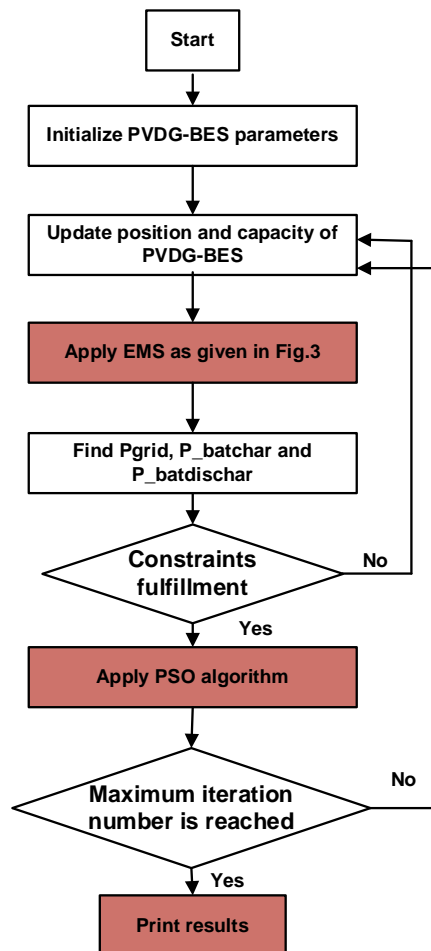 Start
Initialize PVDG-BES parameters
Update position and capacity of
PVDG-BES
Apply EMS as given in Fig.3
Find Pgrid, P_batchar and
P_batdischar
Constraints
fulfillment
No
Yes
Apply PSO algorithm
Maximum iteration
number is reached
No
Yes
Print results